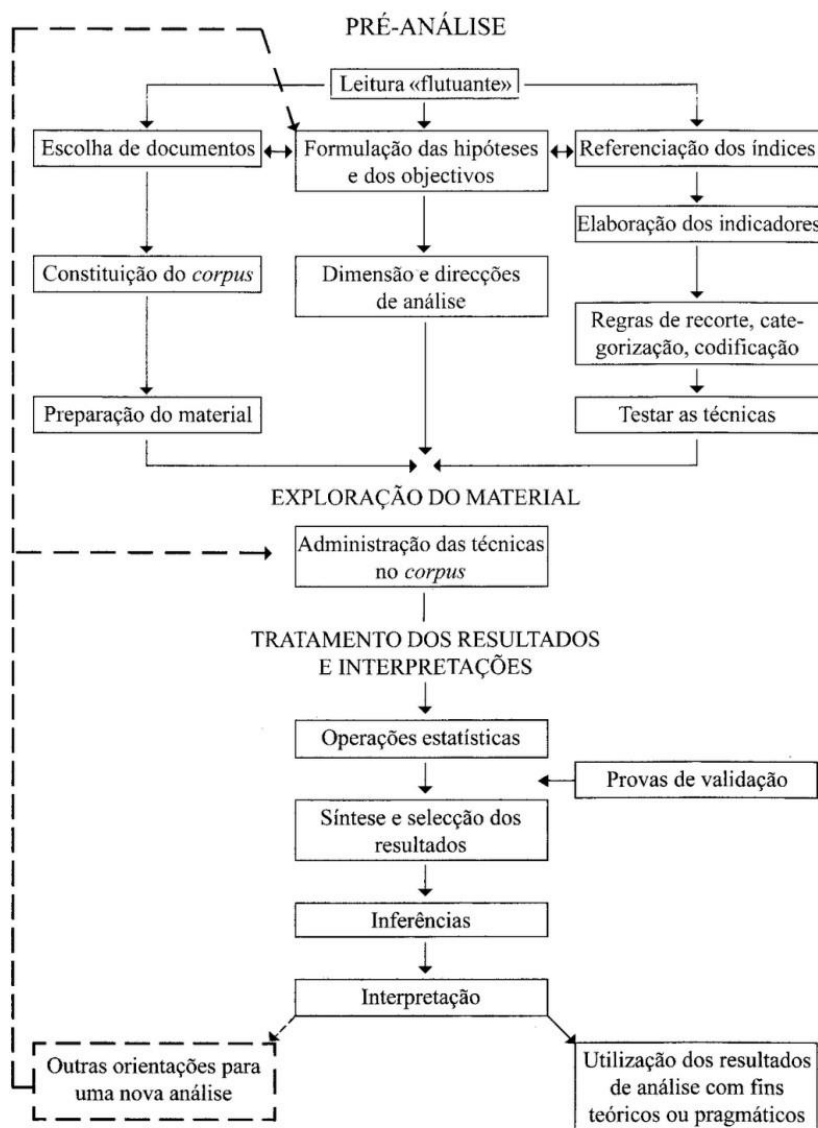 PRÉ-ANÁLISE
Leitura «flutuante»
Escolha de documentos
Formulação das hipóteses
e dos objectivos
Referenciação dos índices
Elaboração dos indicadores
Constituição do corpus
Dimensão e direcções
de análise
Regras de recorte, cate-
gorização, codificação
Preparação do material
Testar as técnicas
EXPLORAÇÃO DO MATERIAL
Administração das técnicas
no corpus
TRATAMENTO DOS RESULTADOS
E INTERPRETAÇÕES
Operações estatísticas
Provas de validação
Síntese e selecção dos
resultados
Inferências
Interpretação
Outras orientações para
uma nova análise
Utilização dos resultados
de análise com fins
teóricos ou pragmáticos